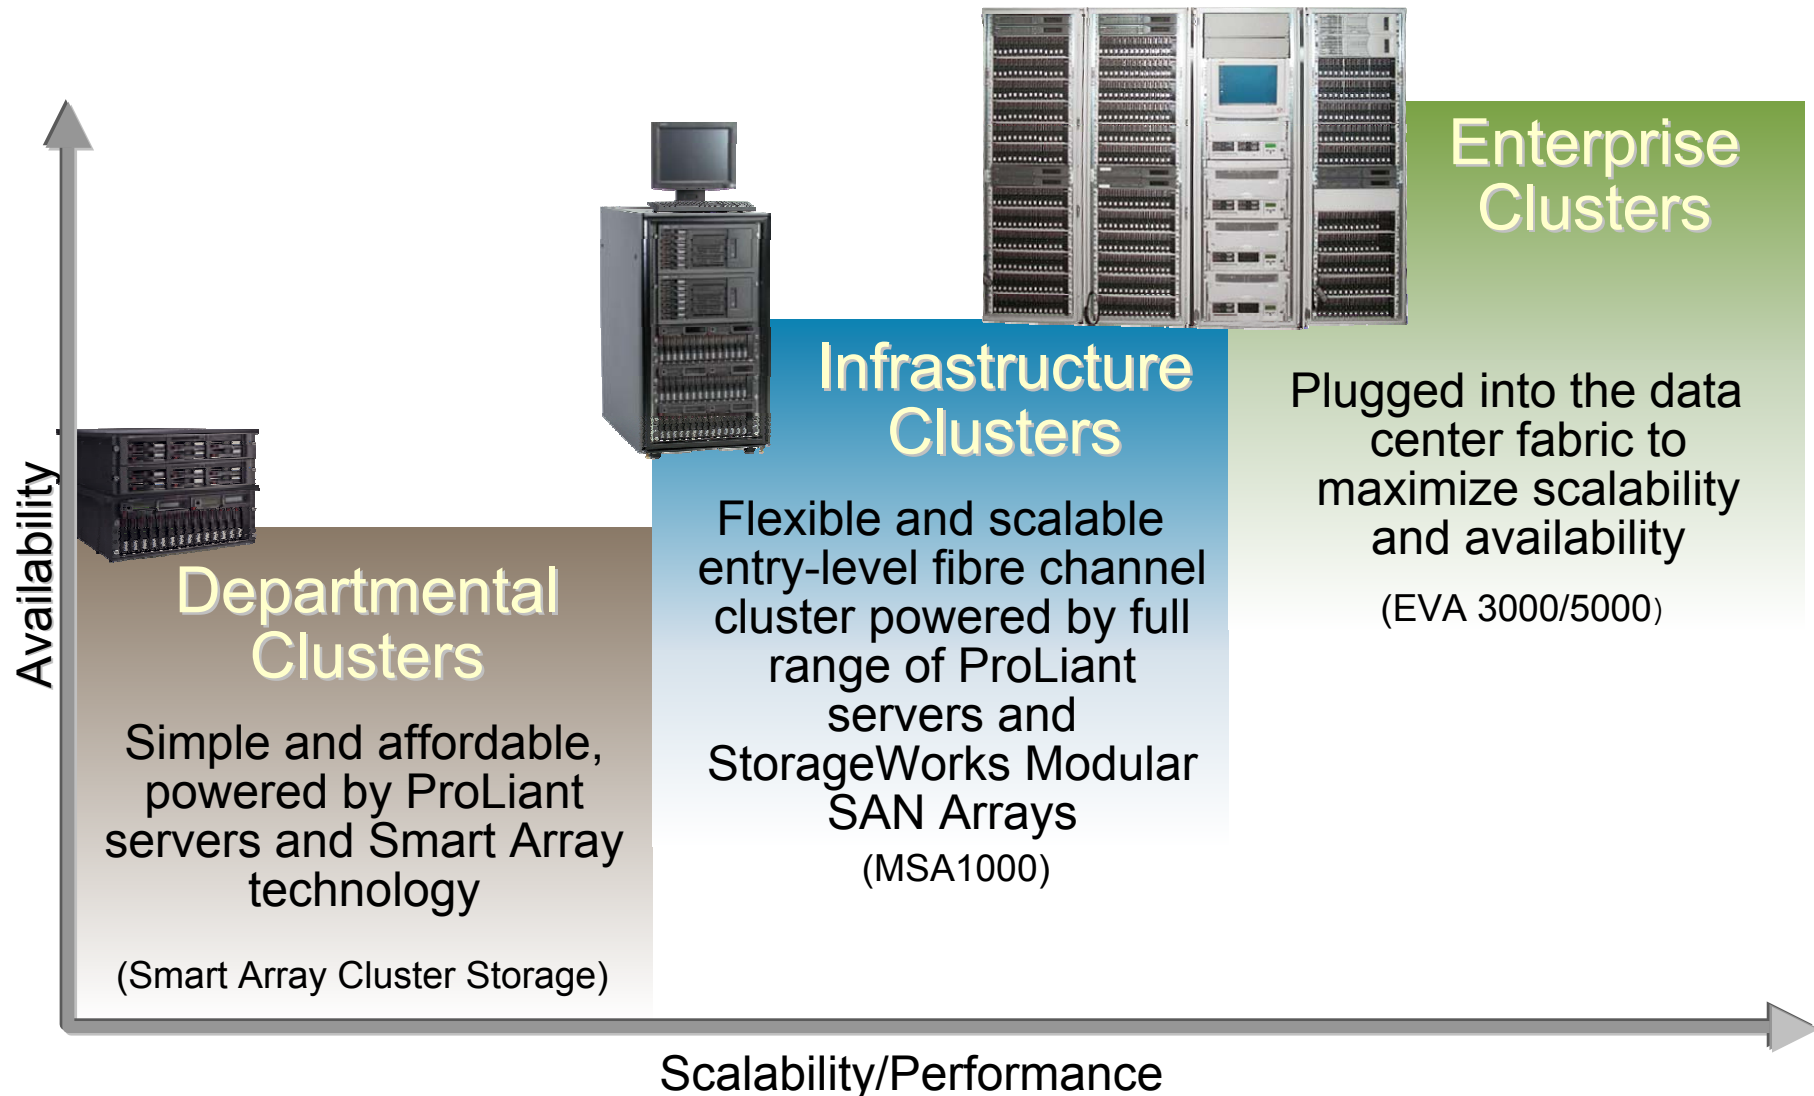 Enterprise
Clusters
Plugged into the data
center fabric to
maximize scalability
and availability
(EVA 3000/5000)
Infrastructure
Clusters
Flexible and scalable
entry-level fibre channel
cluster powered by full
range of ProLiant
servers and
StorageWorks Modular
SAN Arrays
(MSA1000)
Departmental
Clusters
Simple and affordable,
powered by ProLiant
servers and Smart Array
technology
(Smart Array Cluster Storage)
Availability
Scalability/Performance